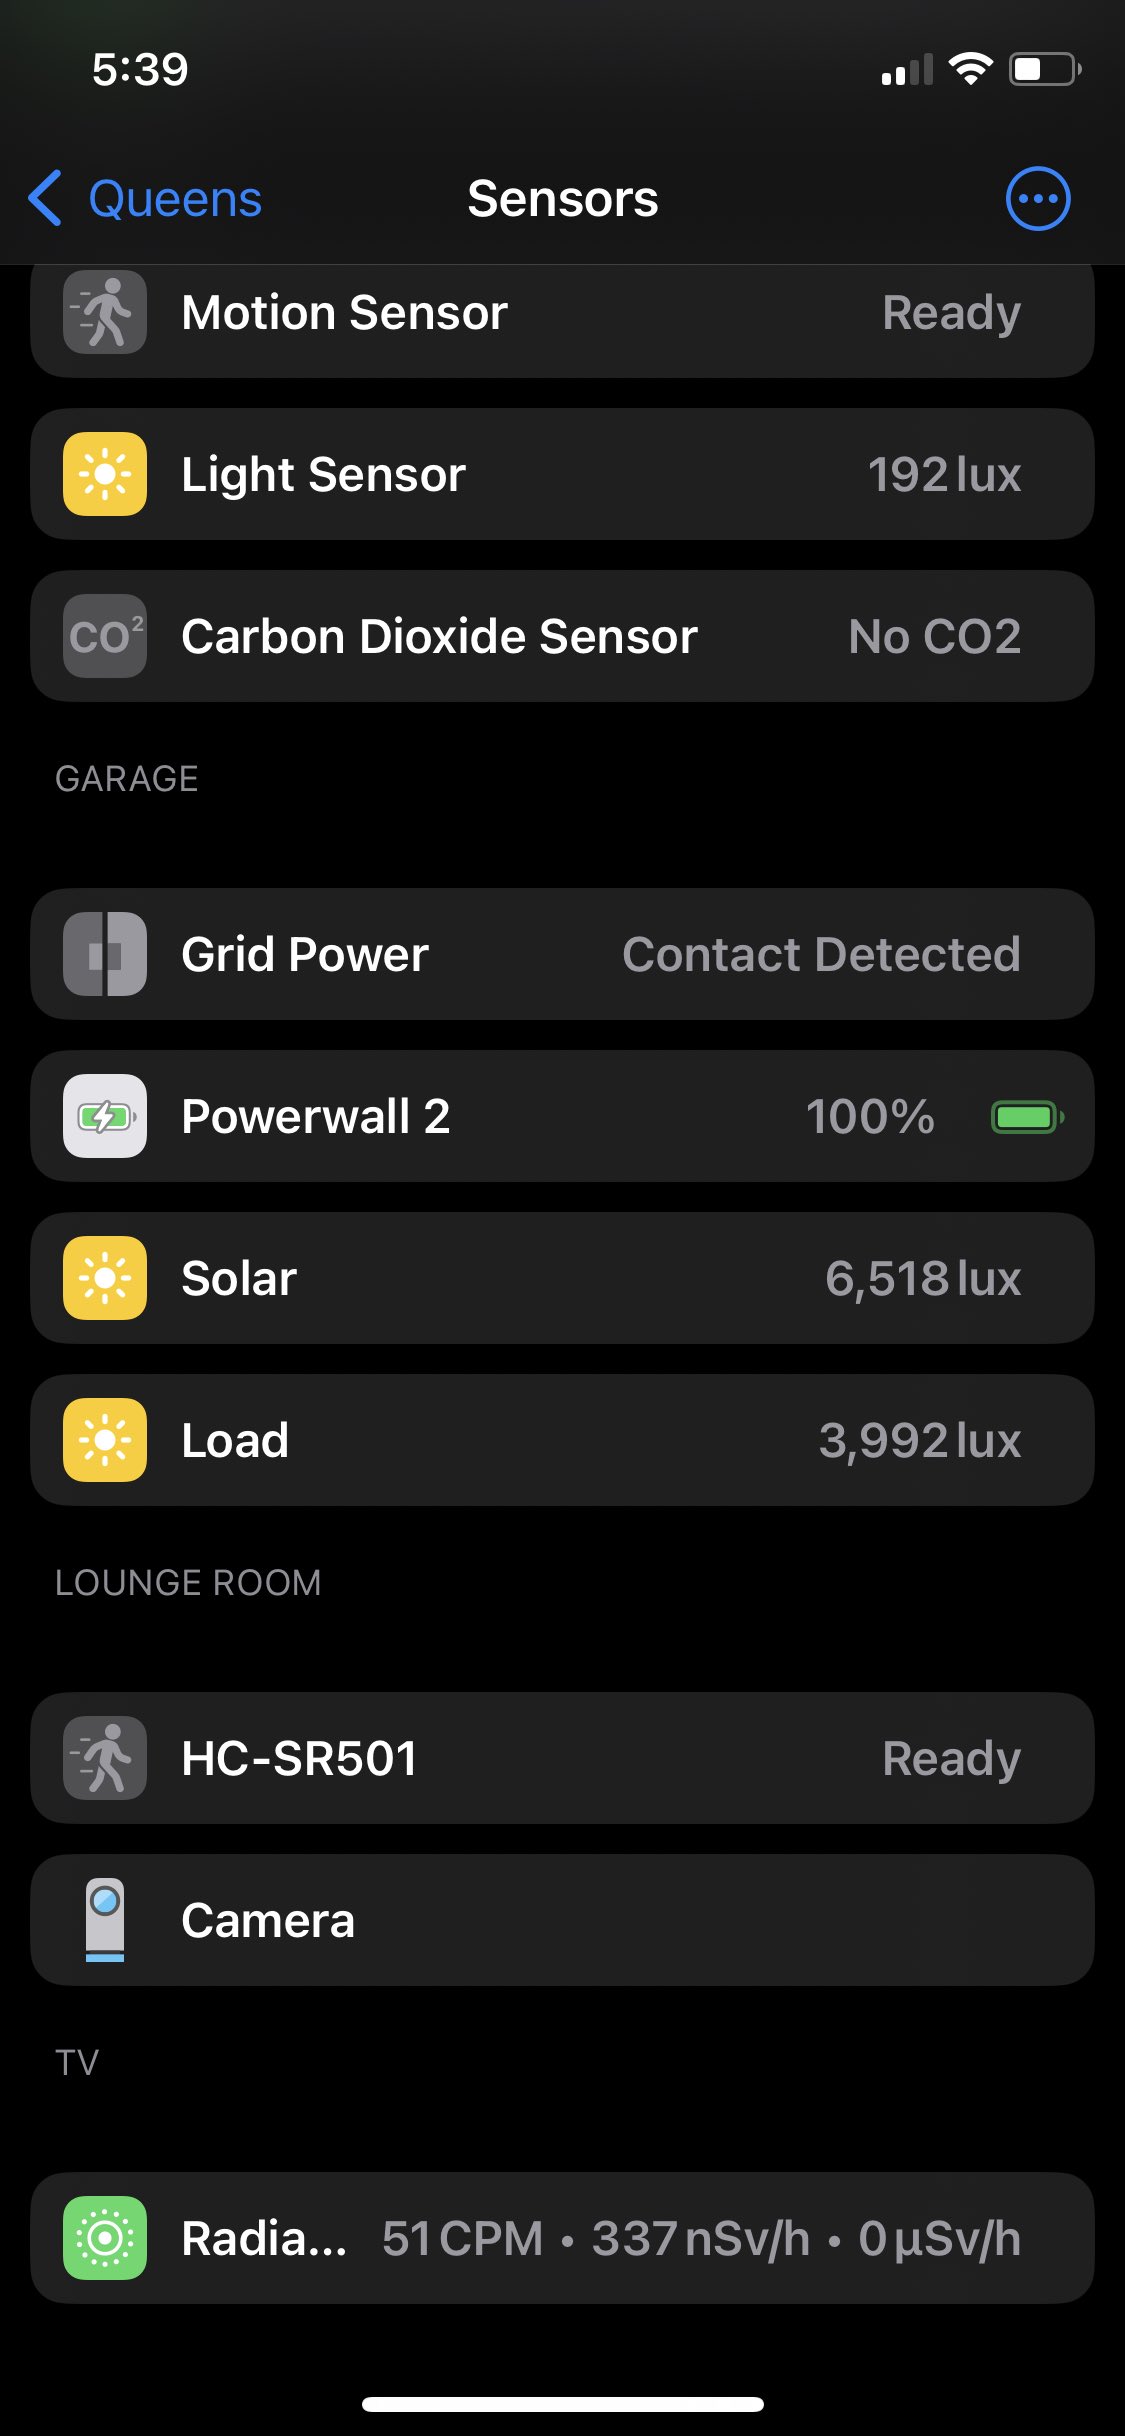 5:39
Queens
Sensors
Motion Sensor Ready
Light Sensor 192 lux
CO² Carbon Dioxide Sensor No CO2
GARAGE
Grid Power Contact Detected
Powerwall 2 100%
Solar 6,518 lux
Load 3,992 lux
LOUNGE ROOM
HC-SR501 Ready
Camera
TV
Radia... 51 CPM • 337 nSv/h • 0 µSv/h